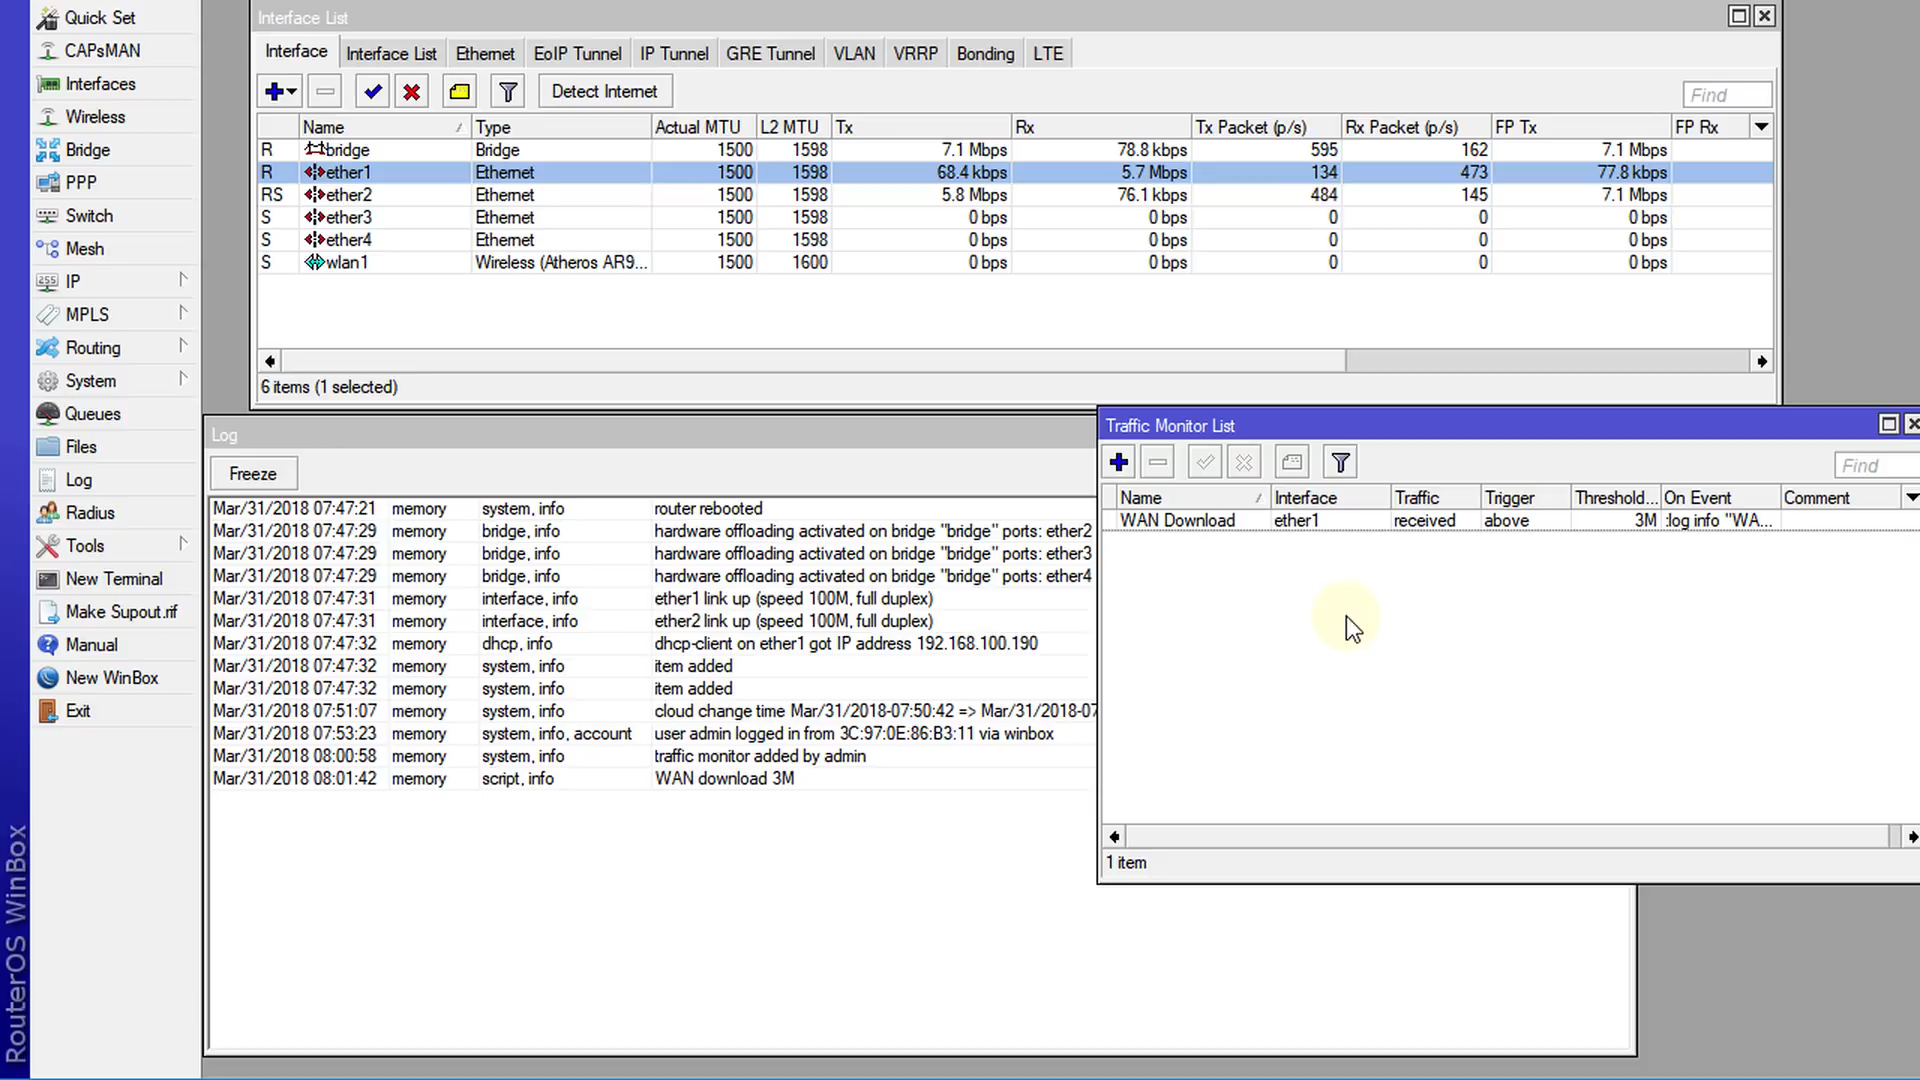 Quick Set
CAPsMAN
Interfaces
Wireless
Bridge
PPP
Switch
Mesh
IP
MPLS
Routing
System
Queues
Files
Log
Radius
Tools
New Terminal
Make Supout.rif
Manual
New WinBox
Exit
RouterOS WinBox
Interface List
Interface Interface List Ethernet EoIP Tunnel IP Tunnel GRE Tunnel VLAN VRRP Bonding LTE
Detect Internet Find
Name Type Actual MTU L2 MTU Tx Rx Tx Packet (p/s) Rx Packet (p/s) FP Tx FP Rx
R bridge Bridge 1500 1598 7.1 Mbps 78.8 kbps 595 162 7.1 Mbps
R ether1 Ethernet 1500 1598 68.4 kbps 5.7 Mbps 134 473 77.8 kbps
RS ether2 Ethernet 1500 1598 5.8 Mbps 76.1 kbps 484 145 7.1 Mbps
S ether3 Ethernet 1500 1598 0 bps 0 bps 0 0 0 bps
S ether4 Ethernet 1500 1598 0 bps 0 bps 0 0 0 bps
S wlan1 Wireless (Atheros AR9... 1500 1600 0 bps 0 bps 0 0 0 bps
6 items (1 selected)
Log
Freeze
Mar/31/2018 07:47:21 memory system, info router rebooted
Mar/31/2018 07:47:29 memory bridge, info hardware offloading activated on bridge "bridge" ports: ether2
Mar/31/2018 07:47:29 memory bridge, info hardware offloading activated on bridge "bridge" ports: ether3
Mar/31/2018 07:47:29 memory bridge, info hardware offloading activated on bridge "bridge" ports: ether4
Mar/31/2018 07:47:31 memory interface, info ether1 link up (speed 100M, full duplex)
Mar/31/2018 07:47:31 memory interface, info ether2 link up (speed 100M, full duplex)
Mar/31/2018 07:47:32 memory dhcp, info dhcp-client on ether1 got IP address 192.168.100.190
Mar/31/2018 07:47:32 memory system, info item added
Mar/31/2018 07:47:32 memory system, info item added
Mar/31/2018 07:51:07 memory system, info cloud change time Mar/31/2018-07:50:42 => Mar/31/2018-07
Mar/31/2018 07:53:23 memory system, info, account user admin logged in from 3C:97:0E:86:B3:11 via winbox
Mar/31/2018 08:00:58 memory system, info traffic monitor added by admin
Mar/31/2018 08:01:42 memory script, info WAN download 3M
Traffic Monitor List
Find
Name Interface Traffic Trigger Threshold... On Event Comment
WAN Download ether1 received above 3M :log info "WA...
1 item